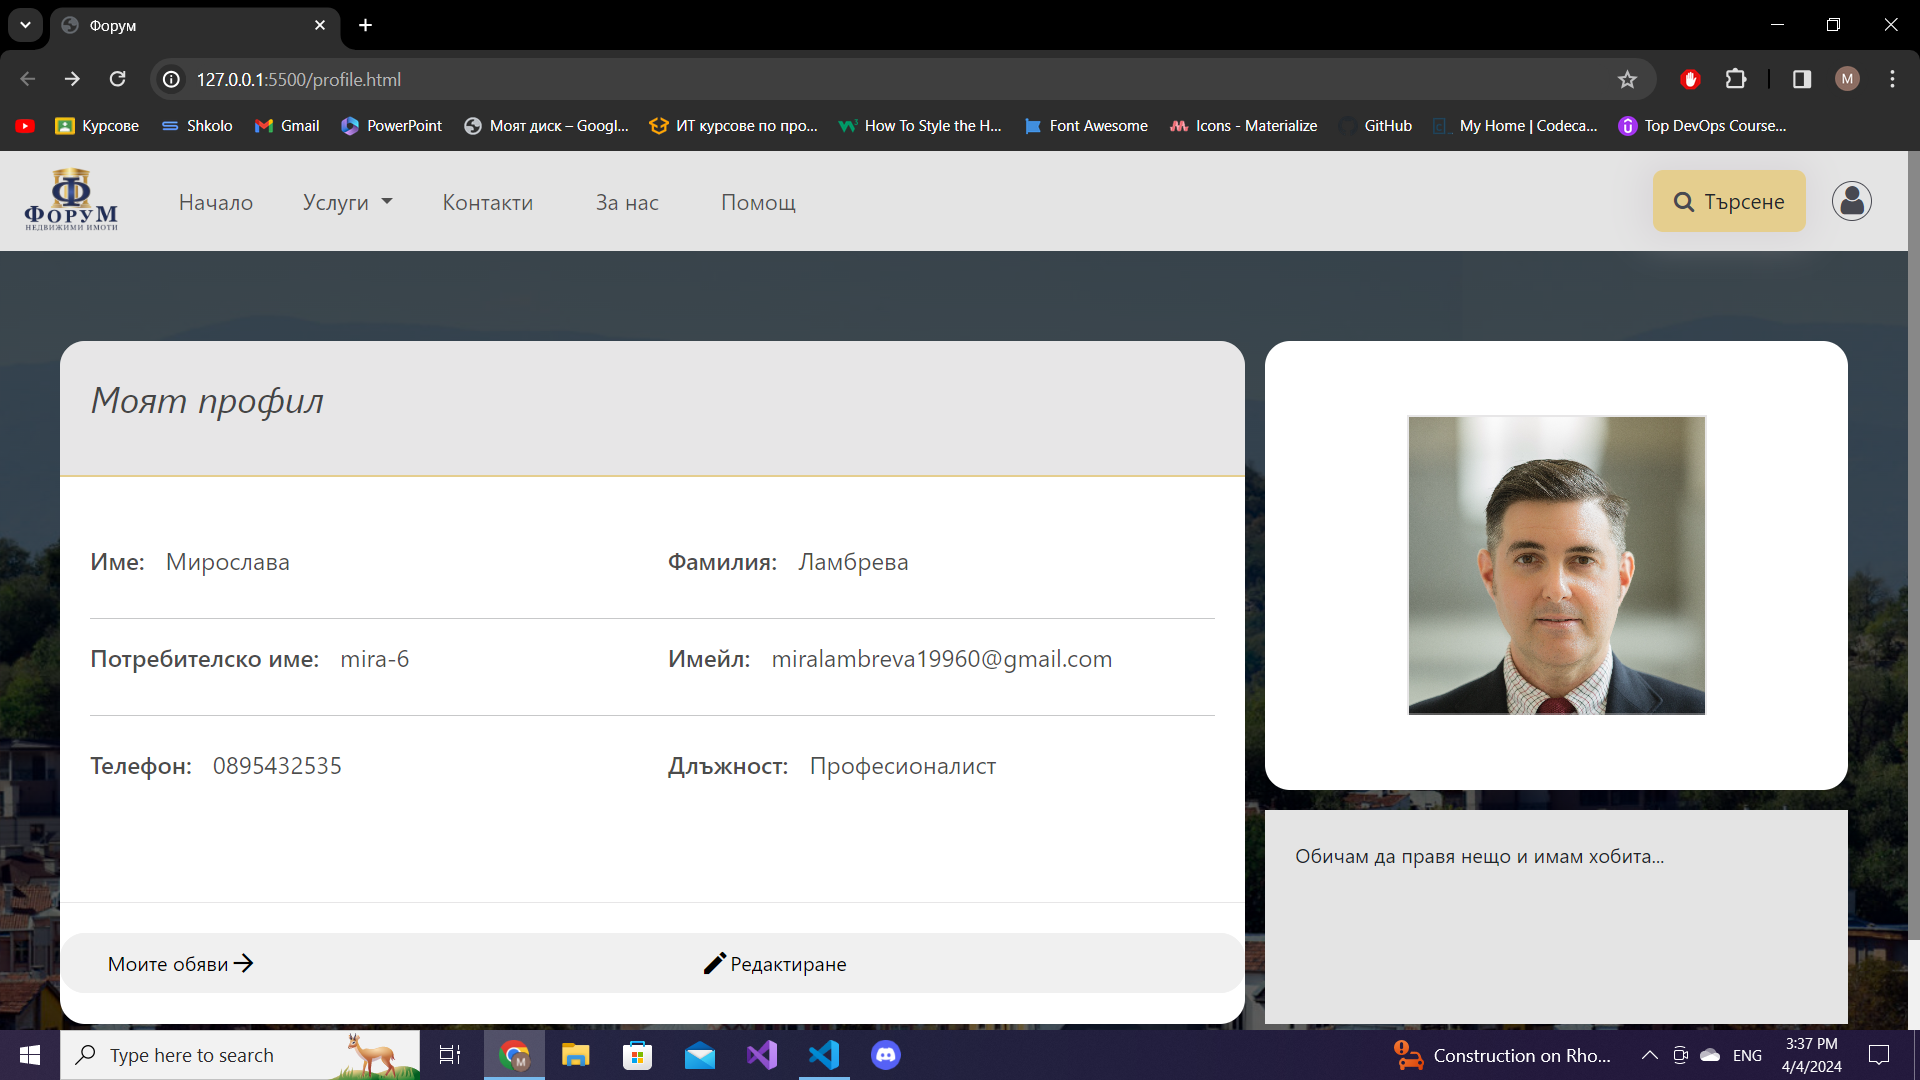 Форум
127.0.0.1:5500/profile.html
M
Курсове
Shkolo
Gmail
PowerPoint
Моят диск – Googl...
ИТ курсове по про...
How To Style the H...
Font Awesome
Icons - Materialize
GitHub
My Home | Codeca...
Top DevOps Course...
ФОРУМ
НЕДВИЖИМИ ИМОТИ
Начало
Услуги
Контакти
За нас
Помощ
Търсене
Моят профил
Име: Мирослава
Фамилия: Ламбрева
Потребителско име: mira-6
Имейл: miralambreva19960@gmail.com
Телефон: 0895432535
Длъжност: Професионалист
Обичам да правя нещо и имам хобита...
Моите обяви
Редактиране
Type here to search
M
Construction on Rho...
ENG
3:37 PM
4/4/2024